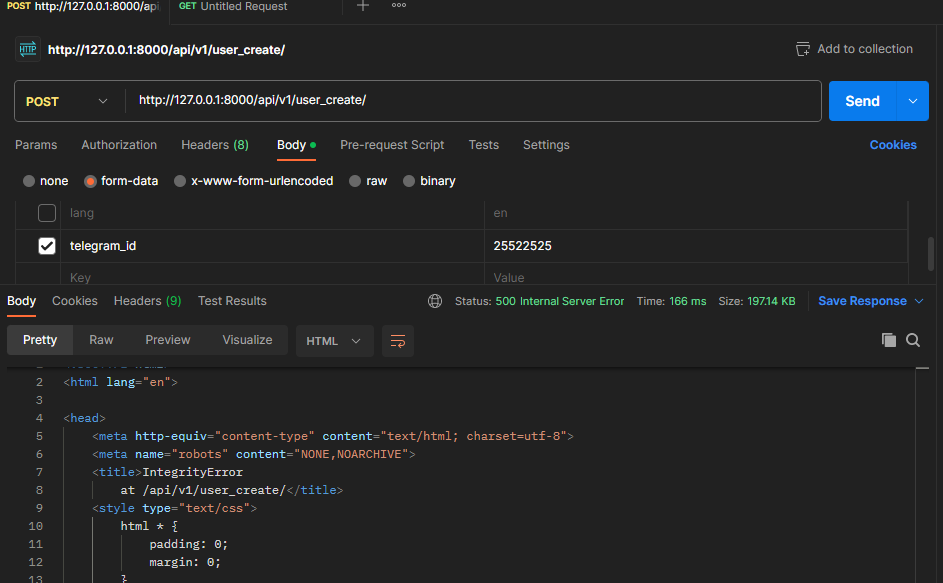 POST http://127.0.0.1:8000/api GET Untitled Request
HTTP http://127.0.0.1:8000/api/v1/user_create/ Add to collection
POST http://127.0.0.1:8000/api/v1/user_create/ Send
Params Authorization Headers (8) Body Pre-request Script Tests Settings Cookies
none form-data x-www-form-urlencoded raw binary
lang en
telegram_id 25522525
Key Value
Body Cookies Headers (9) Test Results Status: 500 Internal Server Error Time: 166 ms Size: 197.14 KB Save Response
Pretty Raw Preview Visualize HTML
2 <html lang="en">
3
4 <head>
5 <meta http-equiv="content-type" content="text/html; charset=utf-8">
6 <meta name="robots" content="NONE,NOARCHIVE">
7 <title>IntegrityError
8 at /api/v1/user_create/</title>
9 <style type="text/css">
10 html * {
11 padding: 0;
12 margin: 0;
13 }